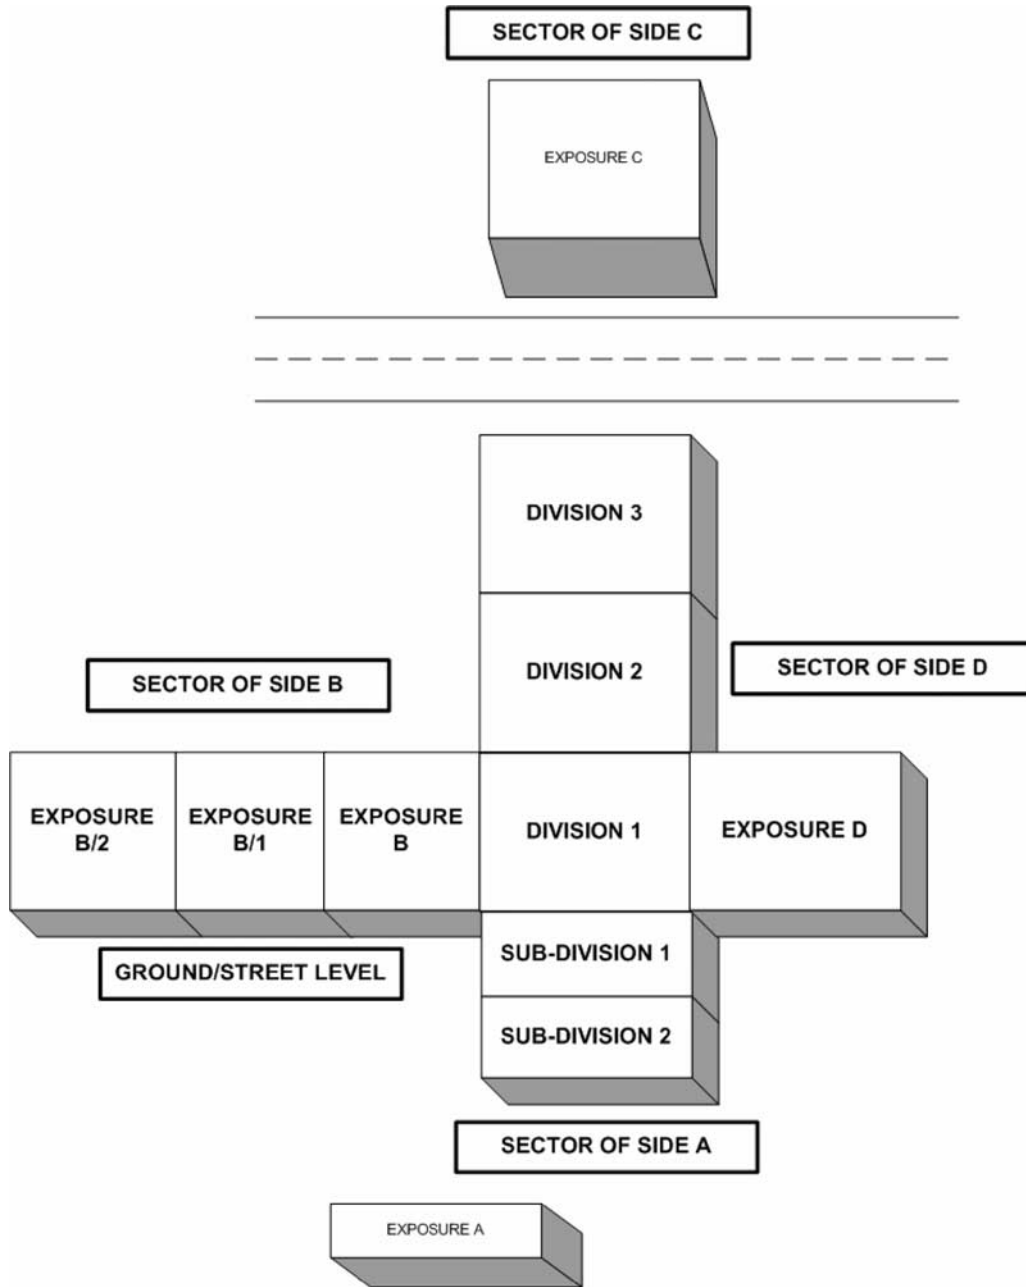 SECTOR OF SIDE C
EXPOSURE C
DIVISION 3
DIVISION 2
SECTOR OF SIDE B
SECTOR OF SIDE D
EXPOSURE
B/2
EXPOSURE
B/1
EXPOSURE
B
DIVISION 1
EXPOSURE D
SUB-DIVISION 1
GROUND/STREET LEVEL
SUB-DIVISION 2
SECTOR OF SIDE A
EXPOSURE A